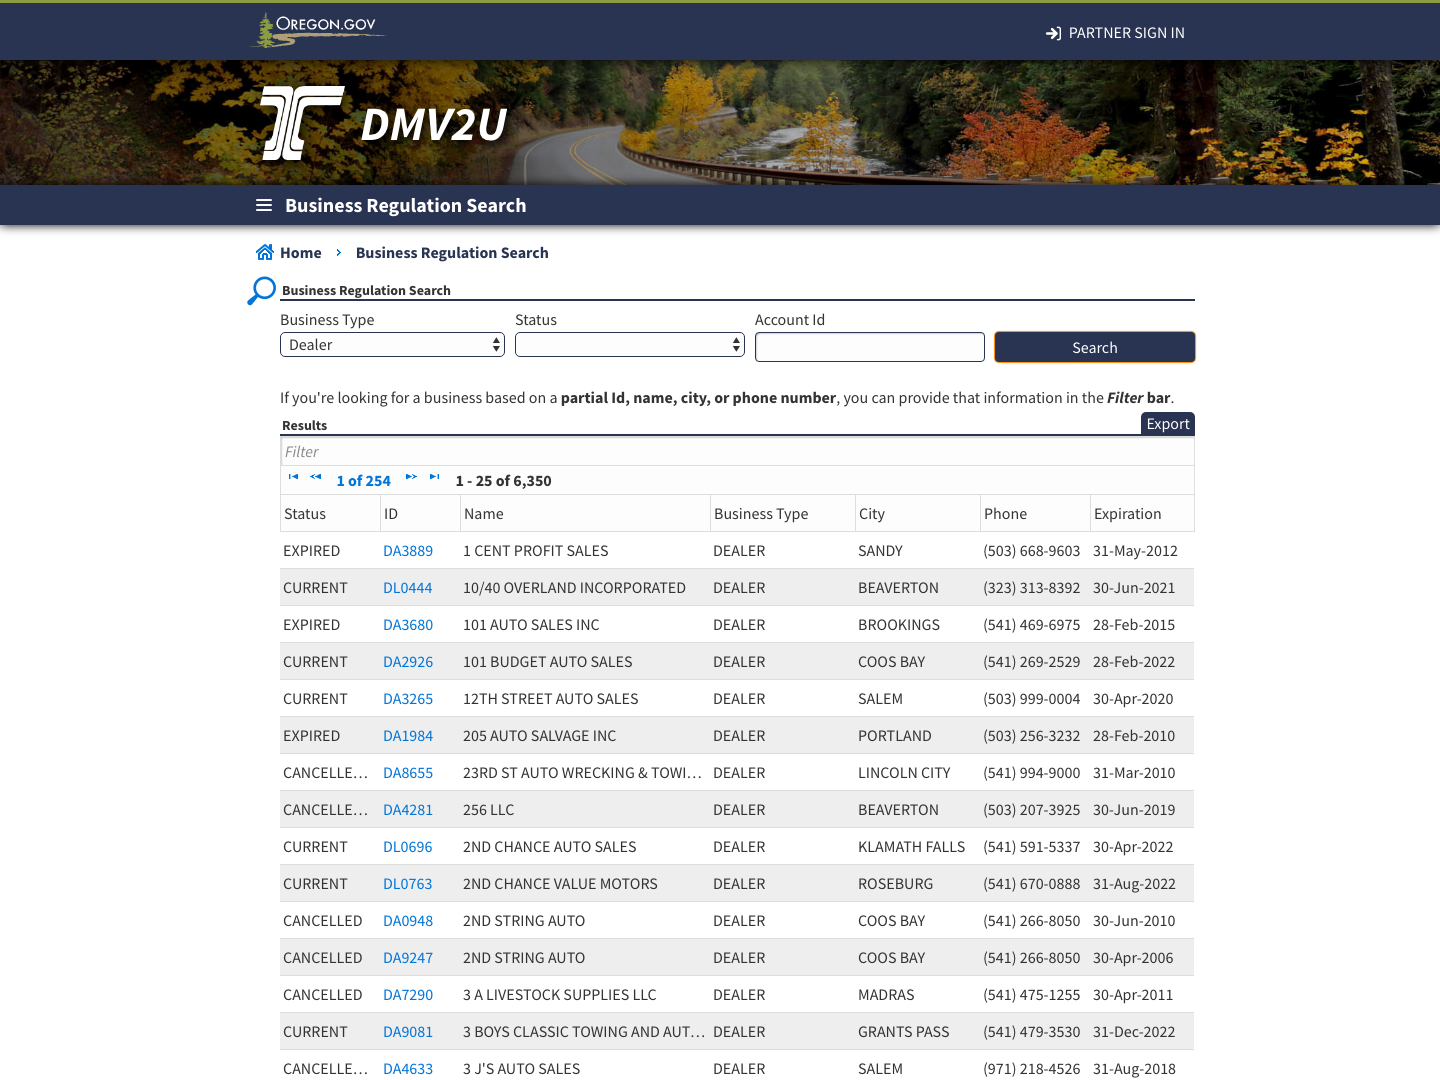 OREGON.GOV
PARTNER SIGN IN
DMV2U
Business Regulation Search
Home Business Regulation Search
Business Regulation Search
Business Type Status Account Id
Dealer Search
If you're looking for a business based on a partial Id, name, city, or phone number, you can provide that information in the Filter bar.
Results Export
Filter
1 of 254 1 - 25 of 6,350
Status ID Name Business Type City Phone Expiration
EXPIRED DA3889 1 CENT PROFIT SALES DEALER SANDY (503) 668-9603 31-May-2012
CURRENT DL0444 10/40 OVERLAND INCORPORATED DEALER BEAVERTON (323) 313-8392 30-Jun-2021
EXPIRED DA3680 101 AUTO SALES INC DEALER BROOKINGS (541) 469-6975 28-Feb-2015
CURRENT DA2926 101 BUDGET AUTO SALES DEALER COOS BAY (541) 269-2529 28-Feb-2022
CURRENT DA3265 12TH STREET AUTO SALES DEALER SALEM (503) 999-0004 30-Apr-2020
EXPIRED DA1984 205 AUTO SALVAGE INC DEALER PORTLAND (503) 256-3232 28-Feb-2010
CANCELLE... DA8655 23RD ST AUTO WRECKING & TOWI... DEALER LINCOLN CITY (541) 994-9000 31-Mar-2010
CANCELLE... DA4281 256 LLC DEALER BEAVERTON (503) 207-3925 30-Jun-2019
CURRENT DL0696 2ND CHANCE AUTO SALES DEALER KLAMATH FALLS (541) 591-5337 30-Apr-2022
CURRENT DL0763 2ND CHANCE VALUE MOTORS DEALER ROSEBURG (541) 670-0888 31-Aug-2022
CANCELLED DA0948 2ND STRING AUTO DEALER COOS BAY (541) 266-8050 30-Jun-2010
CANCELLED DA9247 2ND STRING AUTO DEALER COOS BAY (541) 266-8050 30-Apr-2006
CANCELLED DA7290 3 A LIVESTOCK SUPPLIES LLC DEALER MADRAS (541) 475-1255 30-Apr-2011
CURRENT DA9081 3 BOYS CLASSIC TOWING AND AUT... DEALER GRANTS PASS (541) 479-3530 31-Dec-2022
CANCELLE... DA4633 3 J'S AUTO SALES DEALER SALEM (971) 218-4526 31-Aug-2018